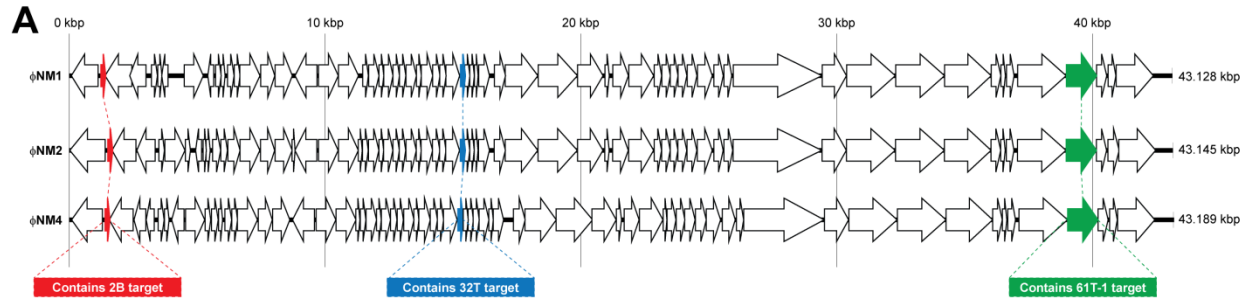 A
0 kbp 10 kbp 20 kbp 30 kbp 40 kbp
ϕNM1 43.128 kbp
ϕNM2 43.145 kbp
ϕNM4 43.189 kbp
Contains 2B target Contains 32T target Contains 61T-1 target